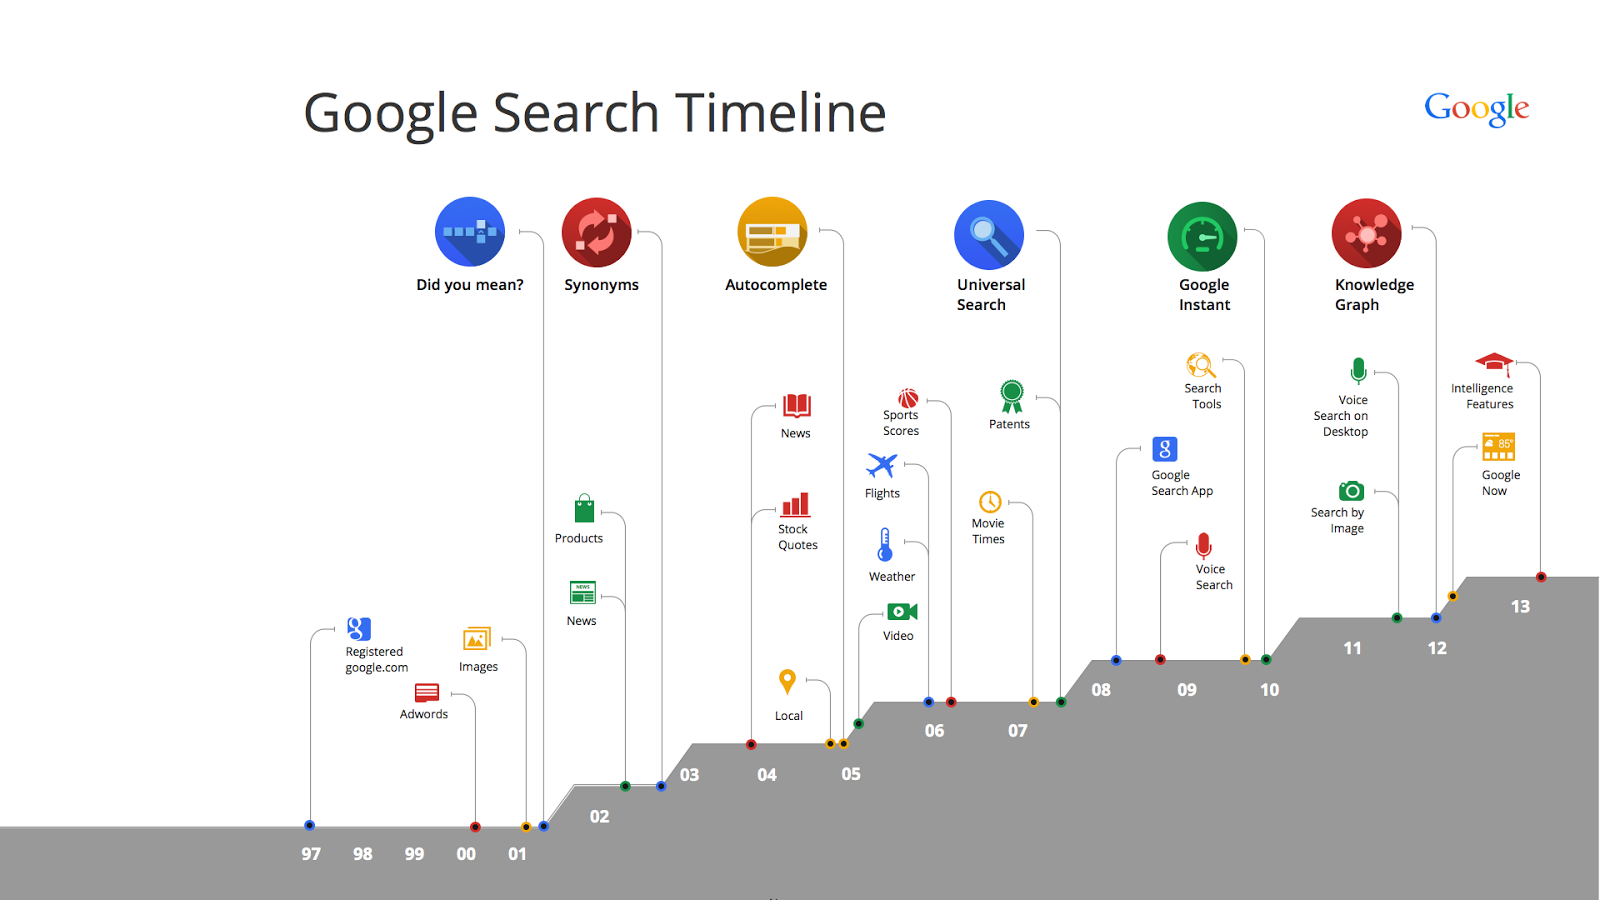 Google Search Timeline
Google
Did you mean?
Synonyms
Autocomplete
Universal
Search
Google
Instant
Knowledge
Graph
Search
Tools
Voice
Search on
Desktop
Intelligence
Features
News
Sports
Scores
Patents
g
Google
Search App
85°
Google
Now
Flights
Products
Stock
Quotes
Movie
Times
Search by
Image
Weather
Voice
Search
NEWS
News
Video
g
Registered
google.com
Images
Adwords
Local
97
98
99
00
01
02
03
04
05
06
07
08
09
10
11
12
13